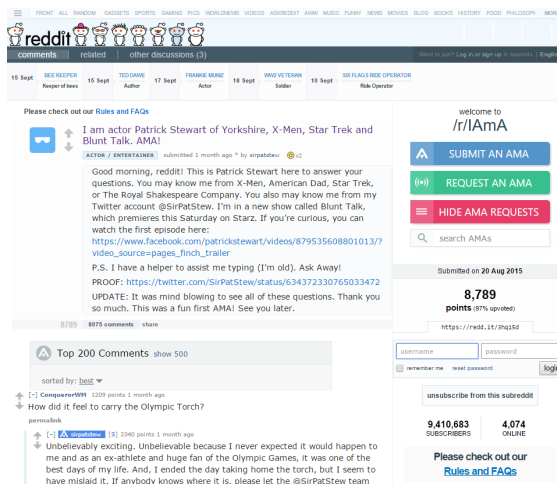 FRONT ALL RANDOM GADGETS SPORTS GAMING PICS WORLDNEWS VIDEOS ASKREDDIT AWW MUSIC FUNNY NEWS MOVIES BLOG BOOKS HISTORY FOOD PHILOSOPHY MORE
reddit
comments related other discussions (3)
Want to join? Log in or sign up in seconds. | English
15 Sept BEE KEEPER 15 Sept TED DAWE 17 Sept FRANKIE MUNIZ 18 Sept WW2 VETERAN 18 Sept SIX FLAGS RIDE OPERATOR
Keeper of bees Author Actor Soldier Ride Operator
Please check out our Rules and FAQs
I am actor Patrick Stewart of Yorkshire, X-Men, Star Trek and
Blunt Talk. AMA!
ACTOR / ENTERTAINER submitted 1 month ago * by sirpatstew x2
Good morning, reddit! This is Patrick Stewart here to answer your
questions. You may know me from X-Men, American Dad, Star Trek,
or The Royal Shakespeare Company. You also may know me from my
Twitter account @SirPatStew. I'm in a new show called Blunt Talk,
which premieres this Saturday on Starz. If you're curious, you can
watch the first episode here:
https://www.facebook.com/patrickstewart/videos/879535608801013/?
video_source=pages_finch_trailer
P.S. I have a helper to assist me typing (I'm old). Ask Away!
PROOF: https://twitter.com/SirPatStew/status/634372330765033472
UPDATE: It was mind blowing to see all of these questions. Thank you
so much. This was a fun first AMA! See you later.
8789 8075 comments share
Top 200 Comments show 500
sorted by: best
[-] ConquerorWM 1209 points 1 month ago
How did it feel to carry the Olympic Torch?
permalink
[-] sirpatstew [S] 2340 points 1 month ago
Unbelievably exciting. Unbelievable because I never expected it would happen to
me and as an ex-athlete and huge fan of the Olympic Games, it was one of the
best days of my life. And, I ended the day taking home the torch, but I seem to
have mislaid it. If anybody knows where it is, please let the @SirPatStew team
welcome to
/r/IAmA
SUBMIT AN AMA
REQUEST AN AMA
HIDE AMA REQUESTS
search AMAs
Submitted on 20 Aug 2015
8,789
points (97% upvoted)
https://redd.it/3hqi5d
username password
remember me reset password login
unsubscribe from this subreddit
9,410,683 4,074
SUBSCRIBERS ONLINE
Please check out our
Rules and FAQs